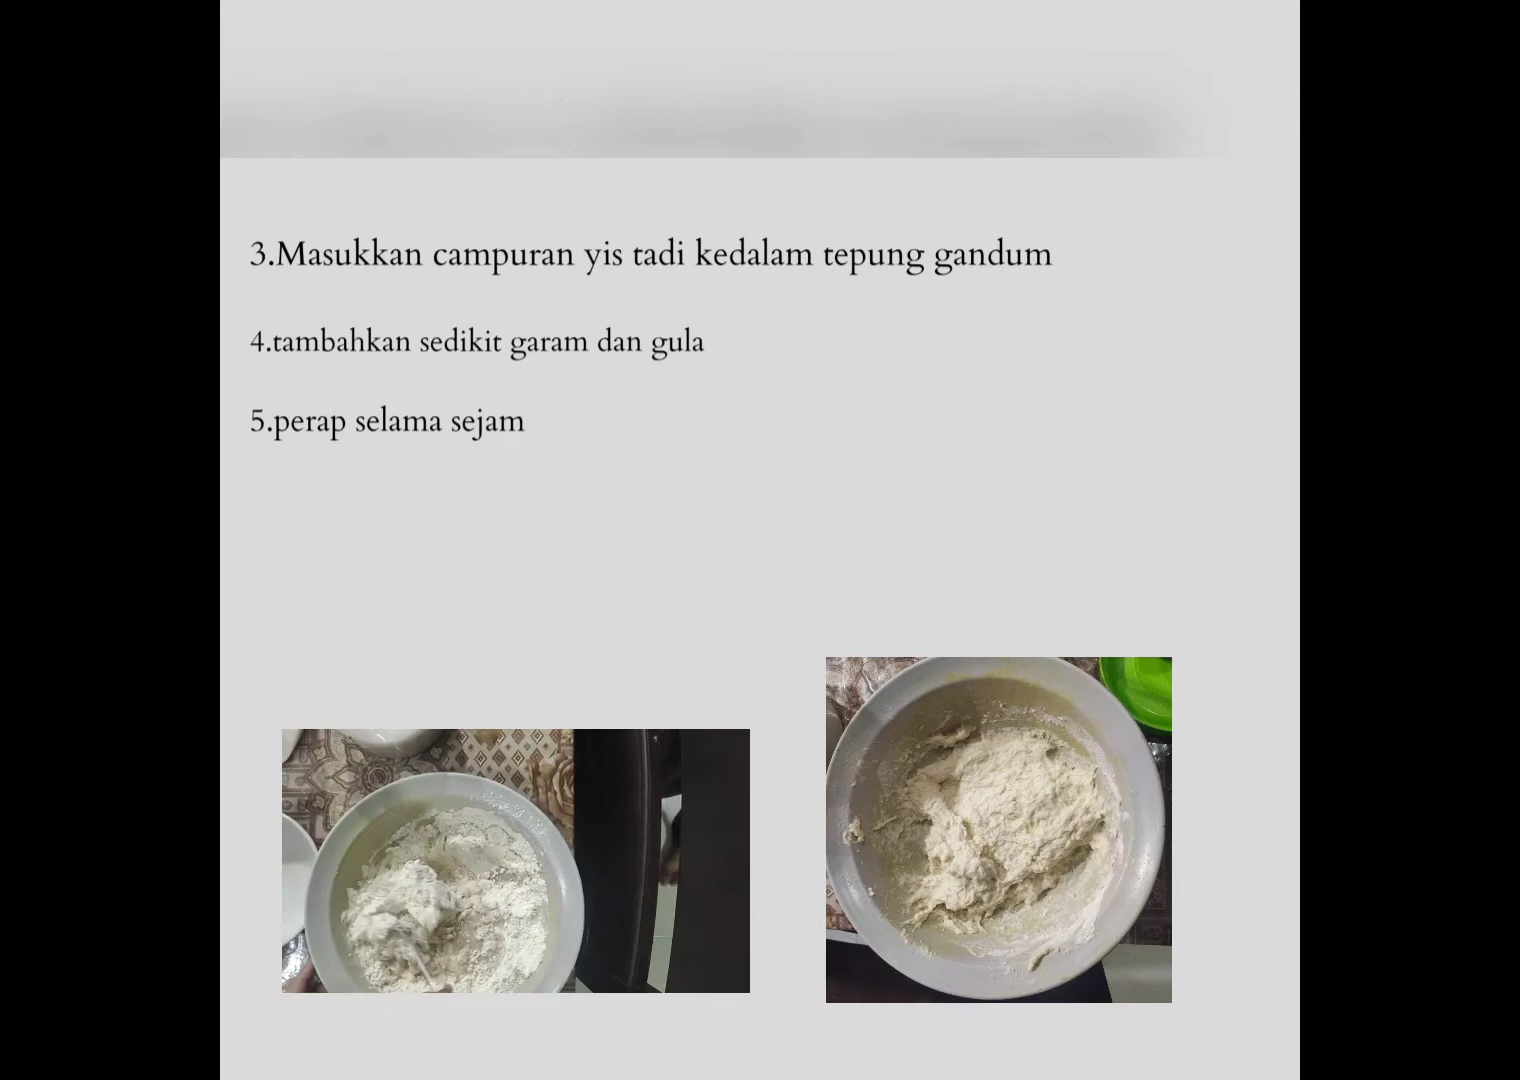 3.Masukkan campuran yis tadi kedalam tepung gandum
4.tambahkan sedikit garam dan gula
5.perap selama sejam